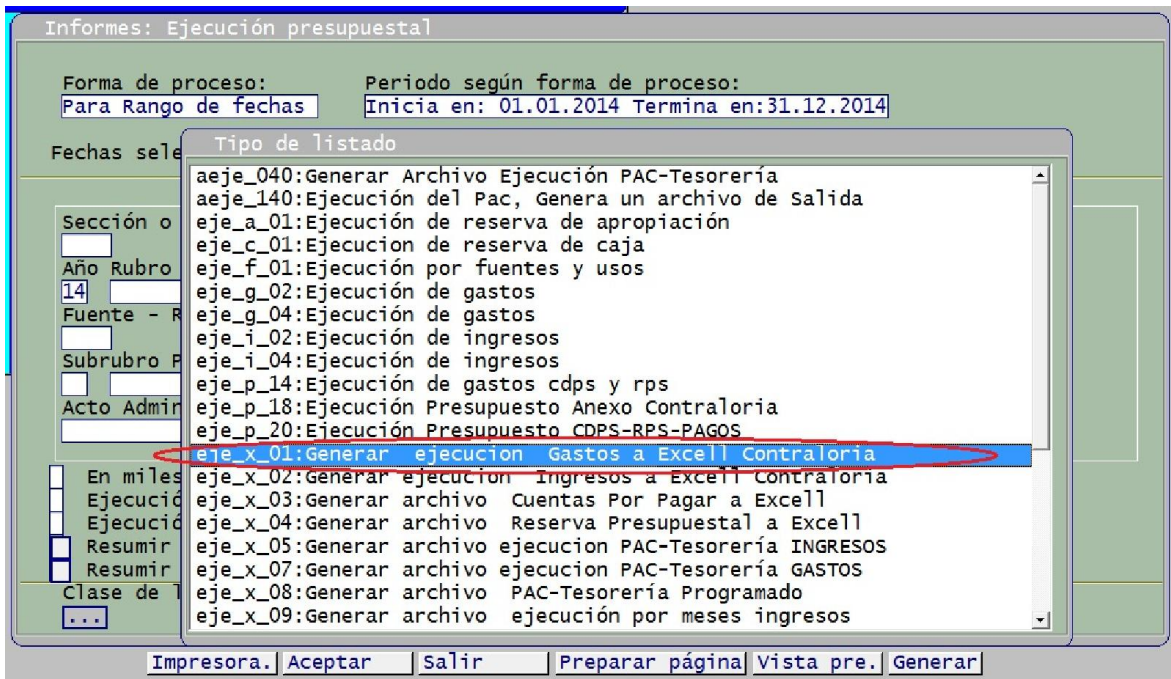 Informes: Ejecución presupuestal
Forma de proceso: Periodo según forma de proceso:
Para Rango de fechas Inicia en: 01.01.2014 Termina en:31.12.2014
Fechas sele
Tipo de listado
aeje_040:Generar Archivo Ejecución PAC-Tesorería
aeje_140:Ejecución del Pac, Genera un archivo de Salida
eje_a_01:Ejecución de reserva de apropiación
eje_c_01:Ejecucion de reserva de caja
eje_f_01:Ejecución por fuentes y usos
eje_g_02:Ejecución de gastos
eje_g_04:Ejecución de gastos
eje_i_02:Ejecución de ingresos
eje_i_04:Ejecución de ingresos
eje_p_14:Ejecución de gastos cdps y rps
eje_p_18:Ejecución Presupuesto Anexo Contraloria
eje_p_20:Ejecución Presupuesto CDPS-RPS-PAGOS
eje_x_01:Generar ejecucion Gastos a Excell Contraloria
eje_x_02:Generar ejecucion Ingresos a Excell Contraloria
eje_x_03:Generar archivo Cuentas Por Pagar a Excell
eje_x_04:Generar archivo Reserva Presupuestal a Excell
eje_x_05:Generar archivo ejecucion PAC-Tesorería INGRESOS
eje_x_07:Generar archivo ejecucion PAC-Tesorería GASTOS
eje_x_08:Generar archivo PAC-Tesorería Programado
eje_x_09:Generar archivo ejecución por meses ingresos
Sección o
Año Rubro
14
Fuente - R
Subrubro P
Acto Admin
En miles
Ejecució
Ejecució
Resumir
Resumir
Clase de l
...
Impresora. Aceptar Salir Preparar página Vista pre. Generar